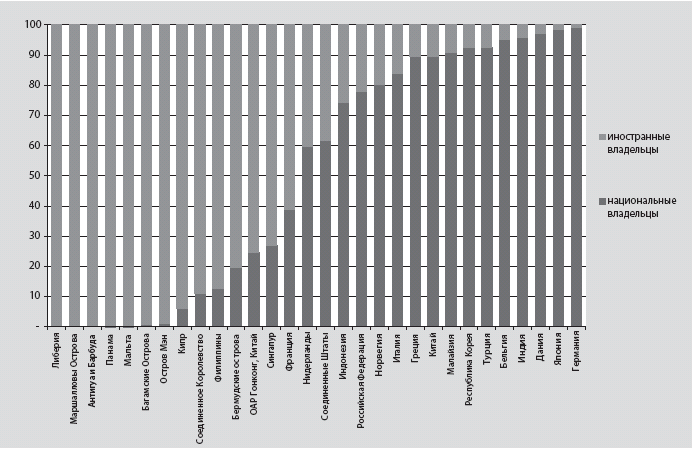 100
90
80
70
60
50
40
30
20
10
-
иностранные
владельцы
национальные
владельцы
Либерия
Маршалловы Острова
Антигуа и Барбуда
Панама
Мальта
Багамские Острова
Остров Мэн
Кипр
Соединенное Королевство
Филиппины
Бермудские острова
ОАР Гонконг, Китай
Сингапур
Франция
Нидерланды
Соединенные Штаты
Индонезия
Российская Федерация
Норвегия
Италия
Греция
Китай
Малайзия
Республика Корея
Турция
Бельгия
Индия
Дания
Япония
Германия